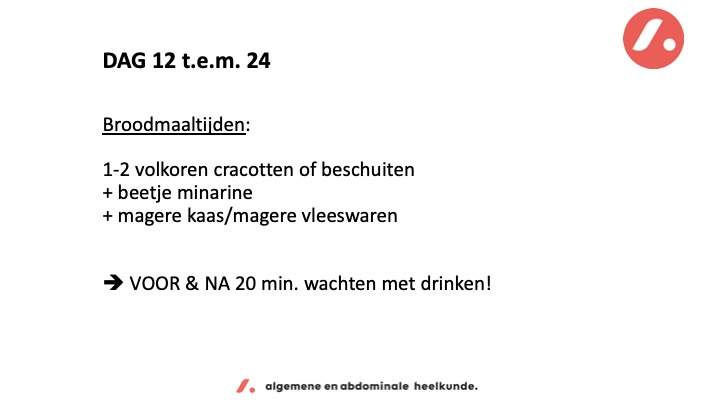 DAG 12 t.e.m. 24
Broodmaaltijden:
1-2 volkoren cracotten of beschuiten
+ beetje minarine
+ magere kaas/magere vleeswaren
➔ VOOR & NA 20 min. wachten met drinken!
algemene en abdominale heelkunde.